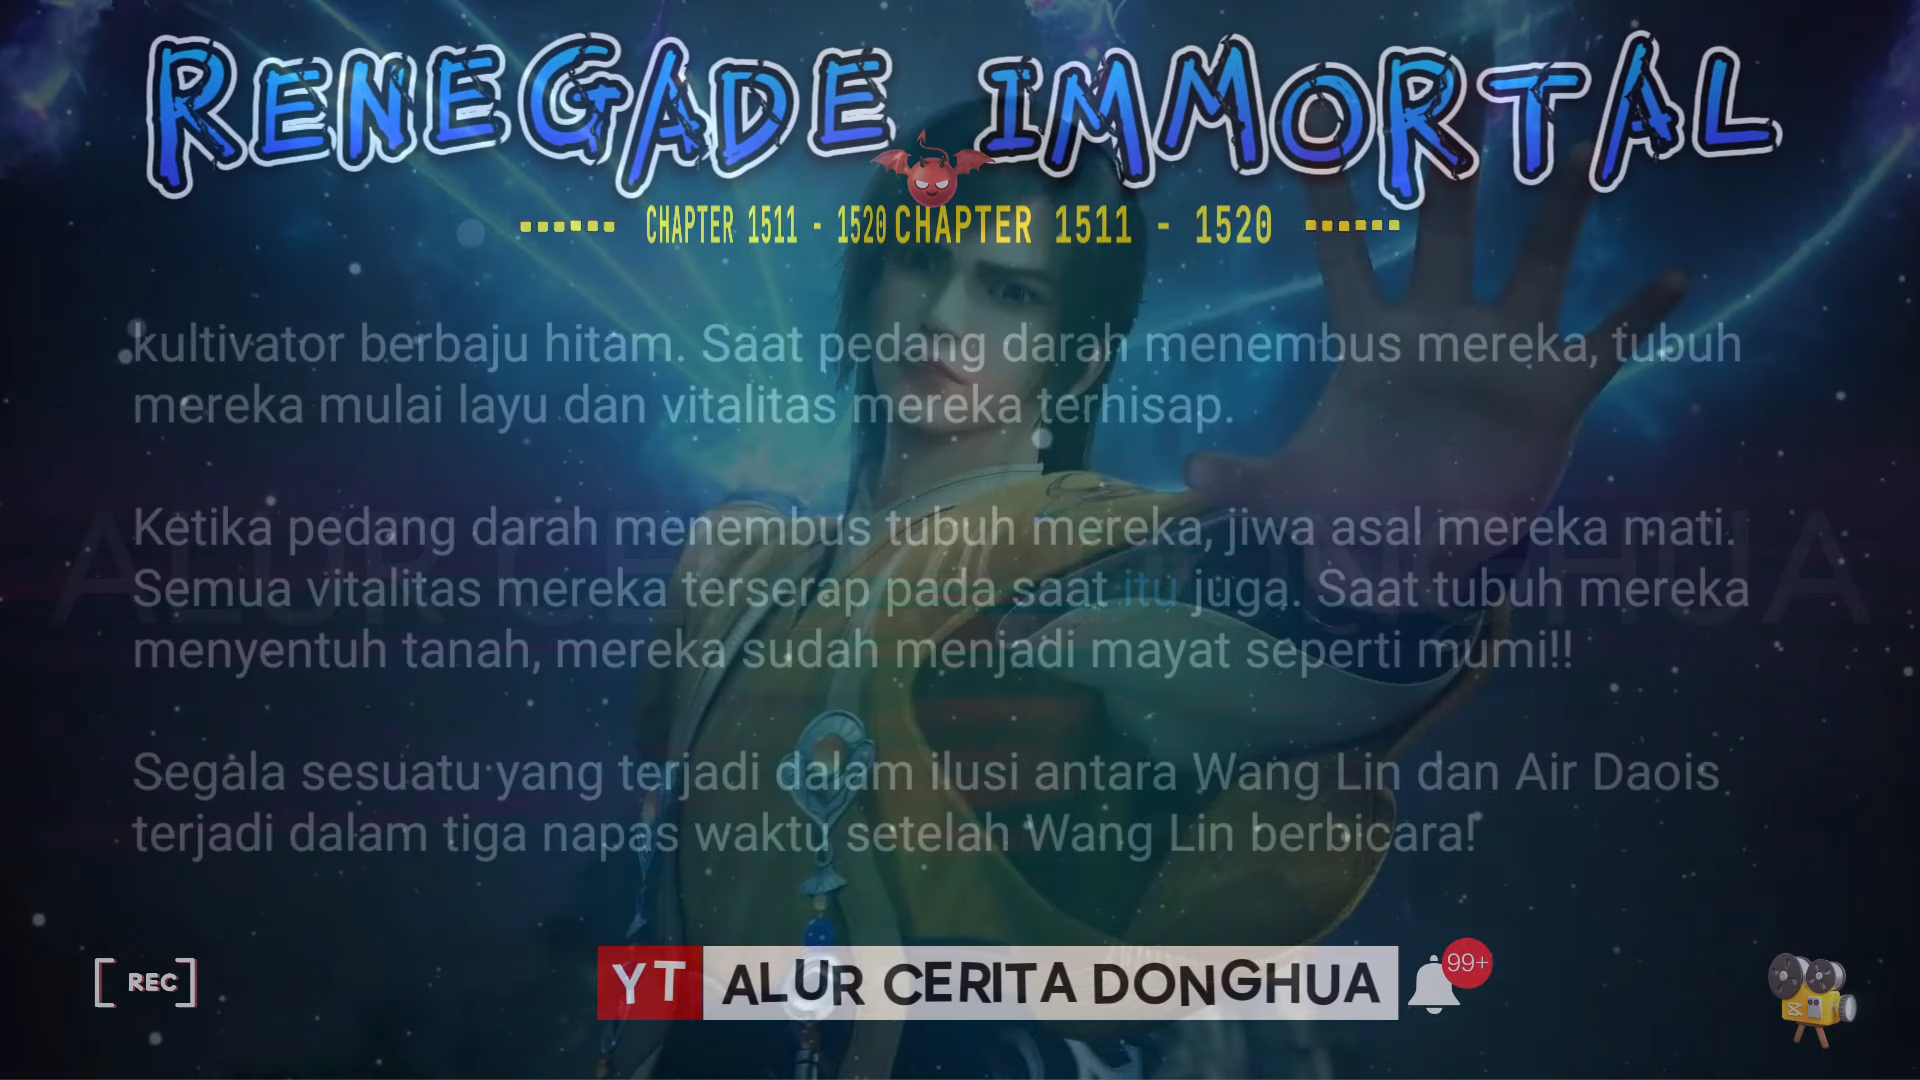 RENEGADE IMMORTAL
CHAPTER 1511 - 1520 CHAPTER 1511 - 1520
kultivator berbaju hitam. Saat pedang darah menembus mereka, tubuh
mereka mulai layu dan vitalitas mereka terhisap.
Ketika pedang darah menembus tubuh mereka, jiwa asal mereka mati.
Semua vitalitas mereka terserap pada saat itu juga. Saat tubuh mereka
menyentuh tanah, mereka sudah menjadi mayat seperti mumi!!
ALUR CERITA DONGHUA
Segala sesuatu yang terjadi dalam ilusi antara Wang Lin dan Air Daois
terjadi dalam tiga napas waktu setelah Wang Lin berbicara!
REC
YT ALUR CERITA DONGHUA 99+